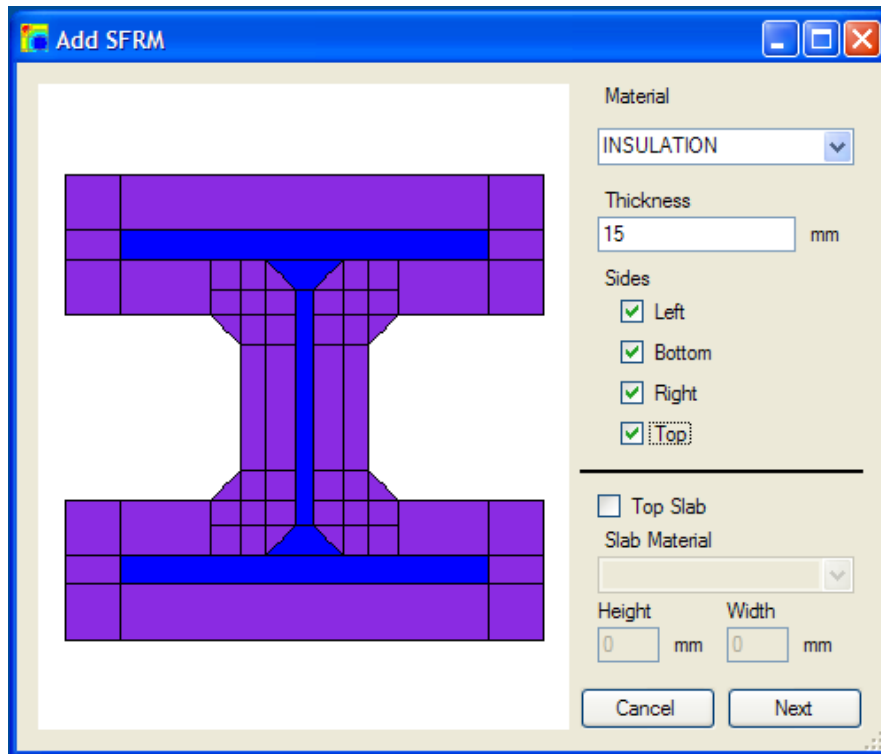 Add SFRM
Material
INSULATION
Thickness
15 mm
Sides
Left
Bottom
Right
Top
Top Slab
Slab Material
Height Width
0 mm 0 mm
Cancel Next